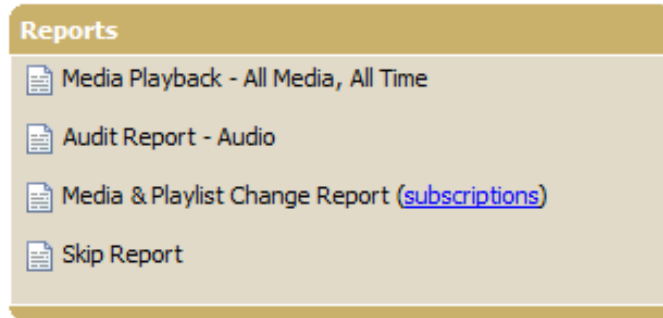 Reports
Media Playback - All Media, All Time
Audit Report - Audio
Media & Playlist Change Report (subscriptions)
Skip Report